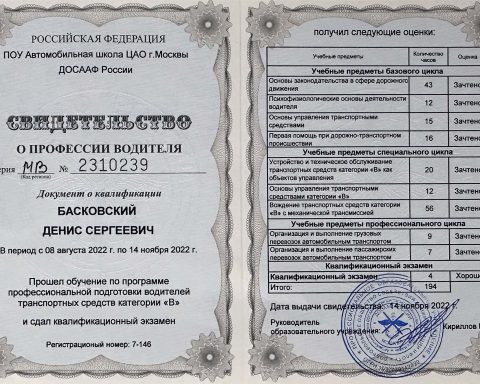 РОССИЙСКАЯ ФЕДЕРАЦИЯ
ПОУ Автомобильная школа ЦАО г.Москвы
ДОСААФ России
СВИДЕТЕЛЬСТВО
О ПРОФЕССИИ ВОДИТЕЛЯ
ерия МВ № 2310239
(Код региона)
Документ о квалификации
БАСКОВСКИЙ
ДЕНИС СЕРГЕЕВИЧ
В период с 08 августа 2022 г. по 14 ноября 2022 г.
Прошел обучение по программе
профессиональной подготовки водителей
транспортных средств категории «В»
и сдал квалификационный экзамен
Регистрационный номер: 7-146
получил следующие оценки:
Учебные предметы Количество часов Оценка
Учебные предметы базового цикла
Основы законодательства в сфере дорожного
движения 43 Зачтено
Психофизиологические основы деятельности
водителя 12 Зачтено
Основы управления транспортными
средствами 15 Зачтено
Первая помощь при дорожно-транспортном
происшествии 16 Зачтено
Учебные предметы специального цикла
Устройство и техническое обслуживание
транспортных средств категории «В» как
объектов управления 20 Зачтено
Основы управления транспортными
средствами категории «В» 12 Зачтено
Вождение транспортных средств категории
«В» с механической трансмиссией 56 Зачтено
Учебные предметы профессионального цикла
Организация и выполнение грузовых
перевозок автомобильным транспортом 9 Зачтено
Организация и выполнение пассажирских
перевозок автомобильным транспортом 7 Зачтено
Квалификационный экзамен
Квалификационный экзамен 4 Хорошо
Итого: 194
Дата выдачи свидетельства: 14 ноября 2022 г.
Руководитель
образовательного учреждения: Кириллов